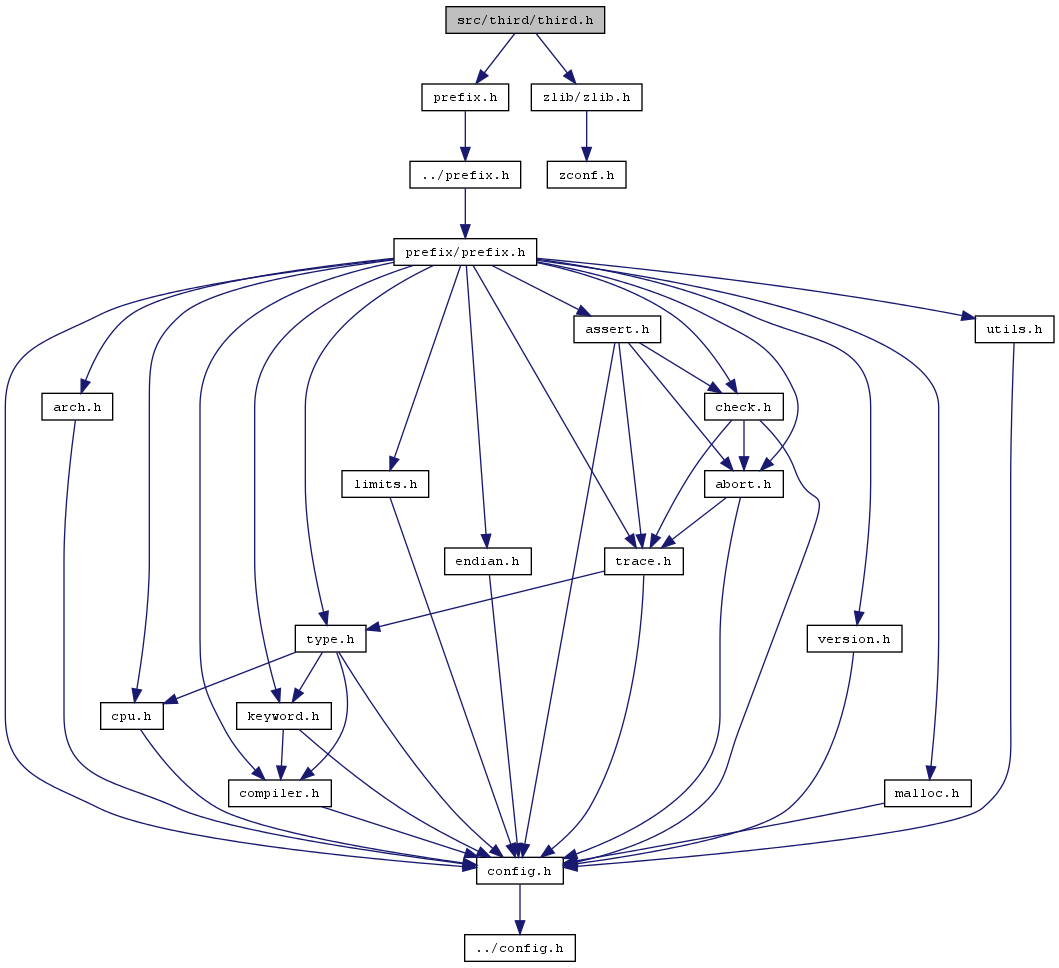 src/third/third.h
prefix.h
zlib/zlib.h
../prefix.h
zconf.h
prefix/prefix.h
assert.h
utils.h
arch.h
check.h
limits.h
abort.h
endian.h
trace.h
type.h
version.h
cpu.h
keyword.h
compiler.h
malloc.h
config.h
../config.h